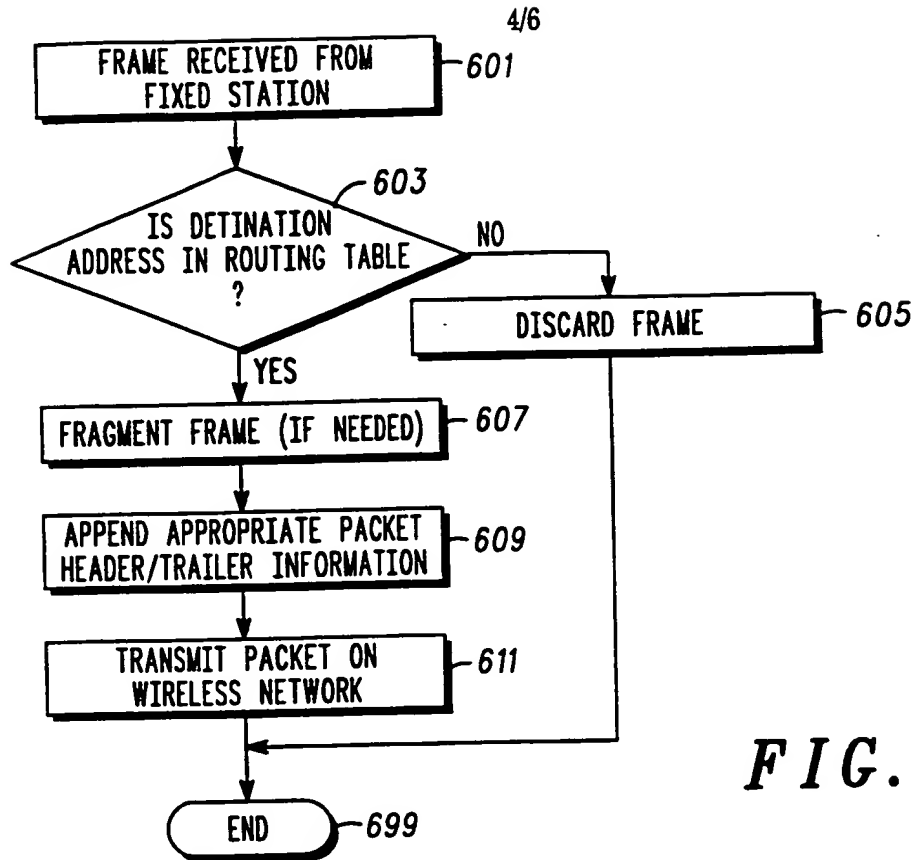 4/6
FRAME RECEIVED FROM
FIXED STATION
601
603
IS DETINATION
ADDRESS IN ROUTING TABLE
?
NO
DISCARD FRAME
605
YES
FRAGMENT FRAME (IF NEEDED)
607
APPEND APPROPRIATE PACKET
HEADER/TRAILER INFORMATION
609
TRANSMIT PACKET ON
WIRELESS NETWORK
611
END
699
FIG.